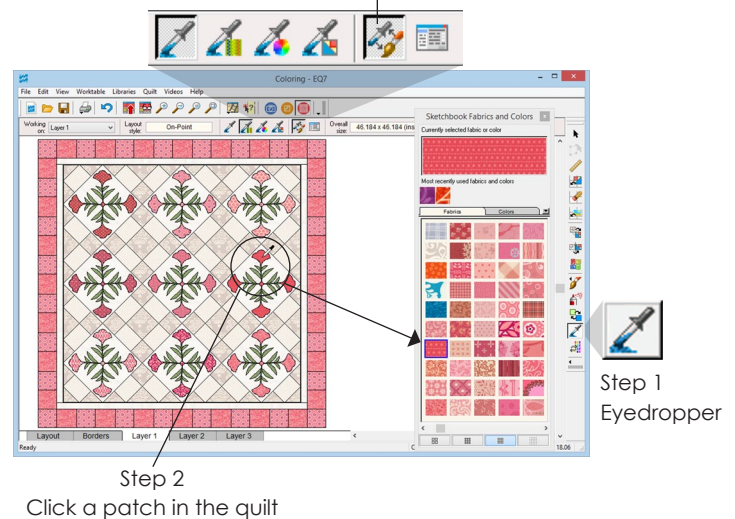 Coloring - EQ7
File Edit View Worktable Libraries Quilt Videos Help
Working on: Layer 1 Layout style: On-Point Overall size: 46.184 x 46.184 (ins
Sketchbook Fabrics and Colors
Currently selected fabric or color
Most recently used fabrics and colors
Fabrics Colors
Layout Borders Layer 1 Layer 2 Layer 3
Ready 18.06
Step 1
Eyedropper
Step 2
Click a patch in the quilt